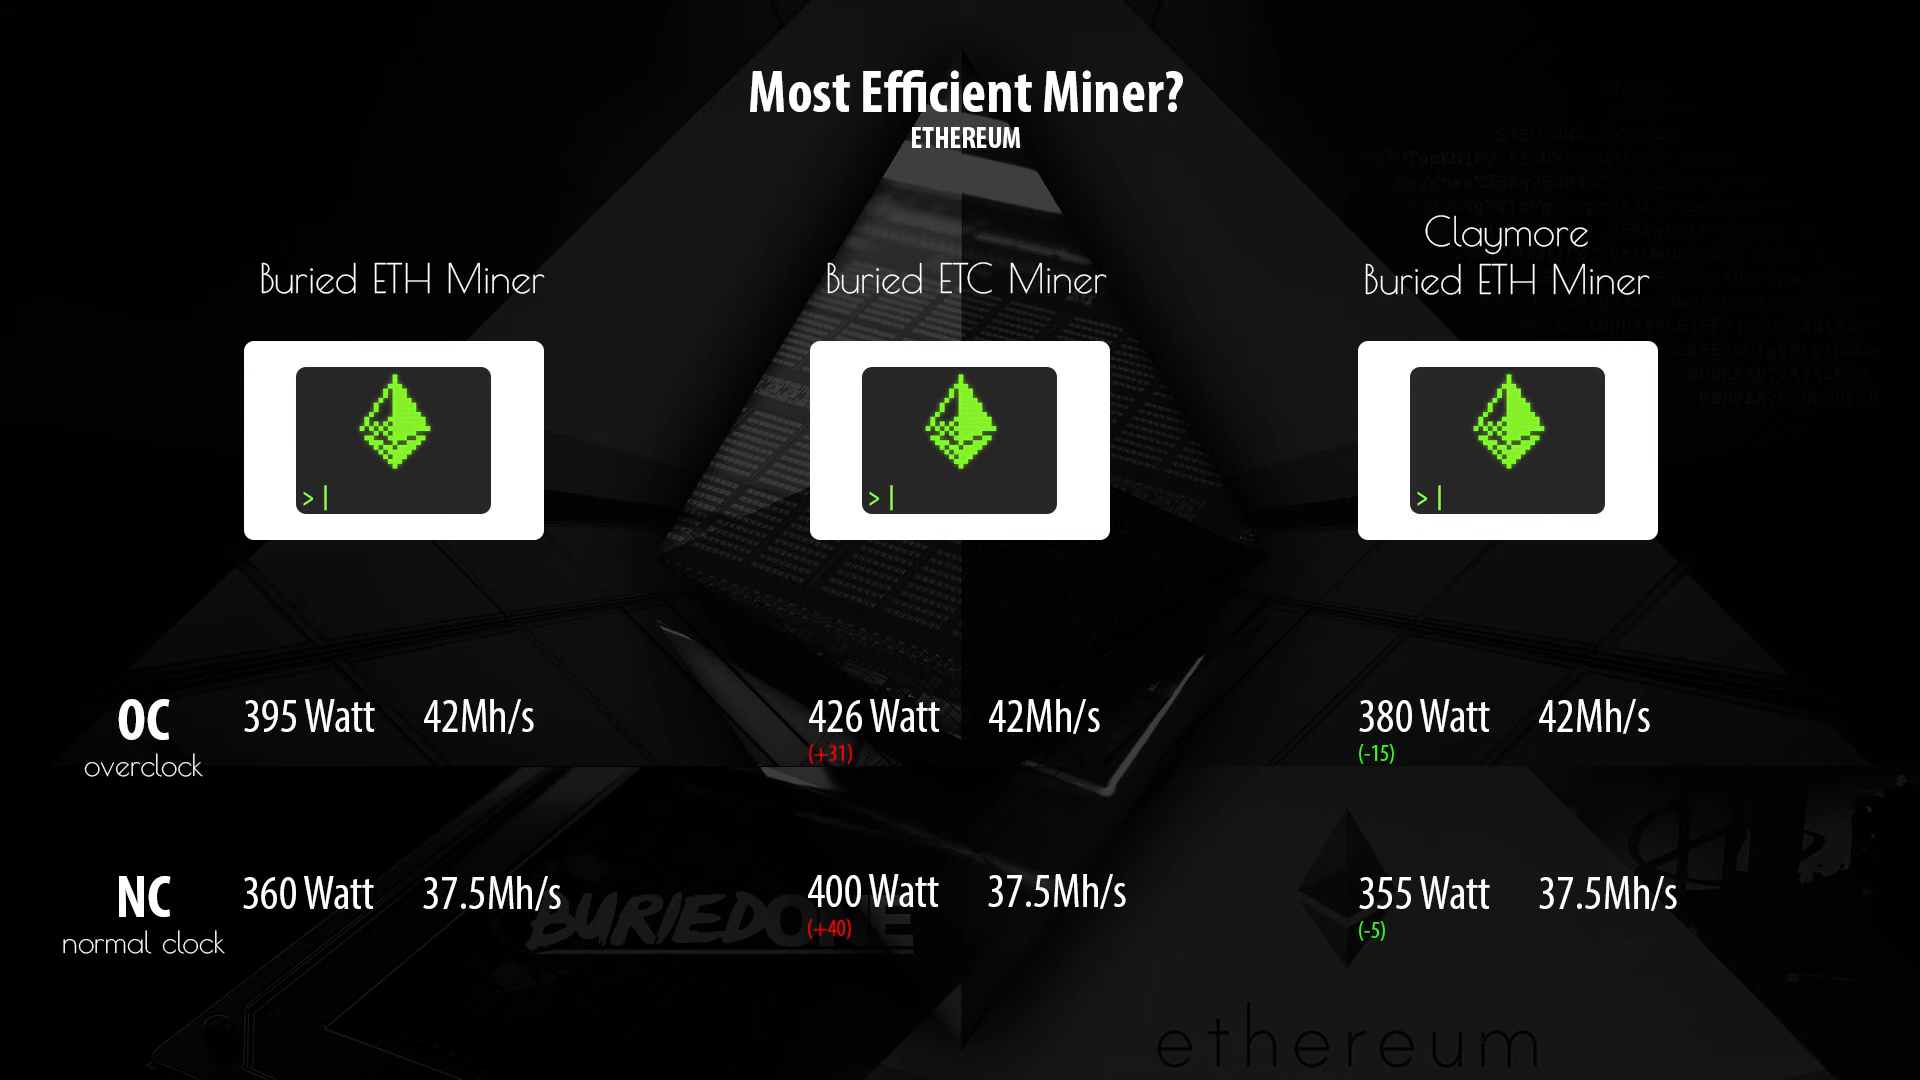 Most Efficient Miner?
ETHEREUM
Buried ETH Miner
Buried ETC Miner
Claymore
Buried ETH Miner
>|
>|
>|
OC
overclock
395 Watt 42Mh/s
426 Watt 42Mh/s
(+31)
380 Watt 42Mh/s
(-15)
NC
normal clock
360 Watt 37.5Mh/s
400 Watt 37.5Mh/s
(+40)
355 Watt 37.5Mh/s
(-5)
BURIEDONE
ethereum